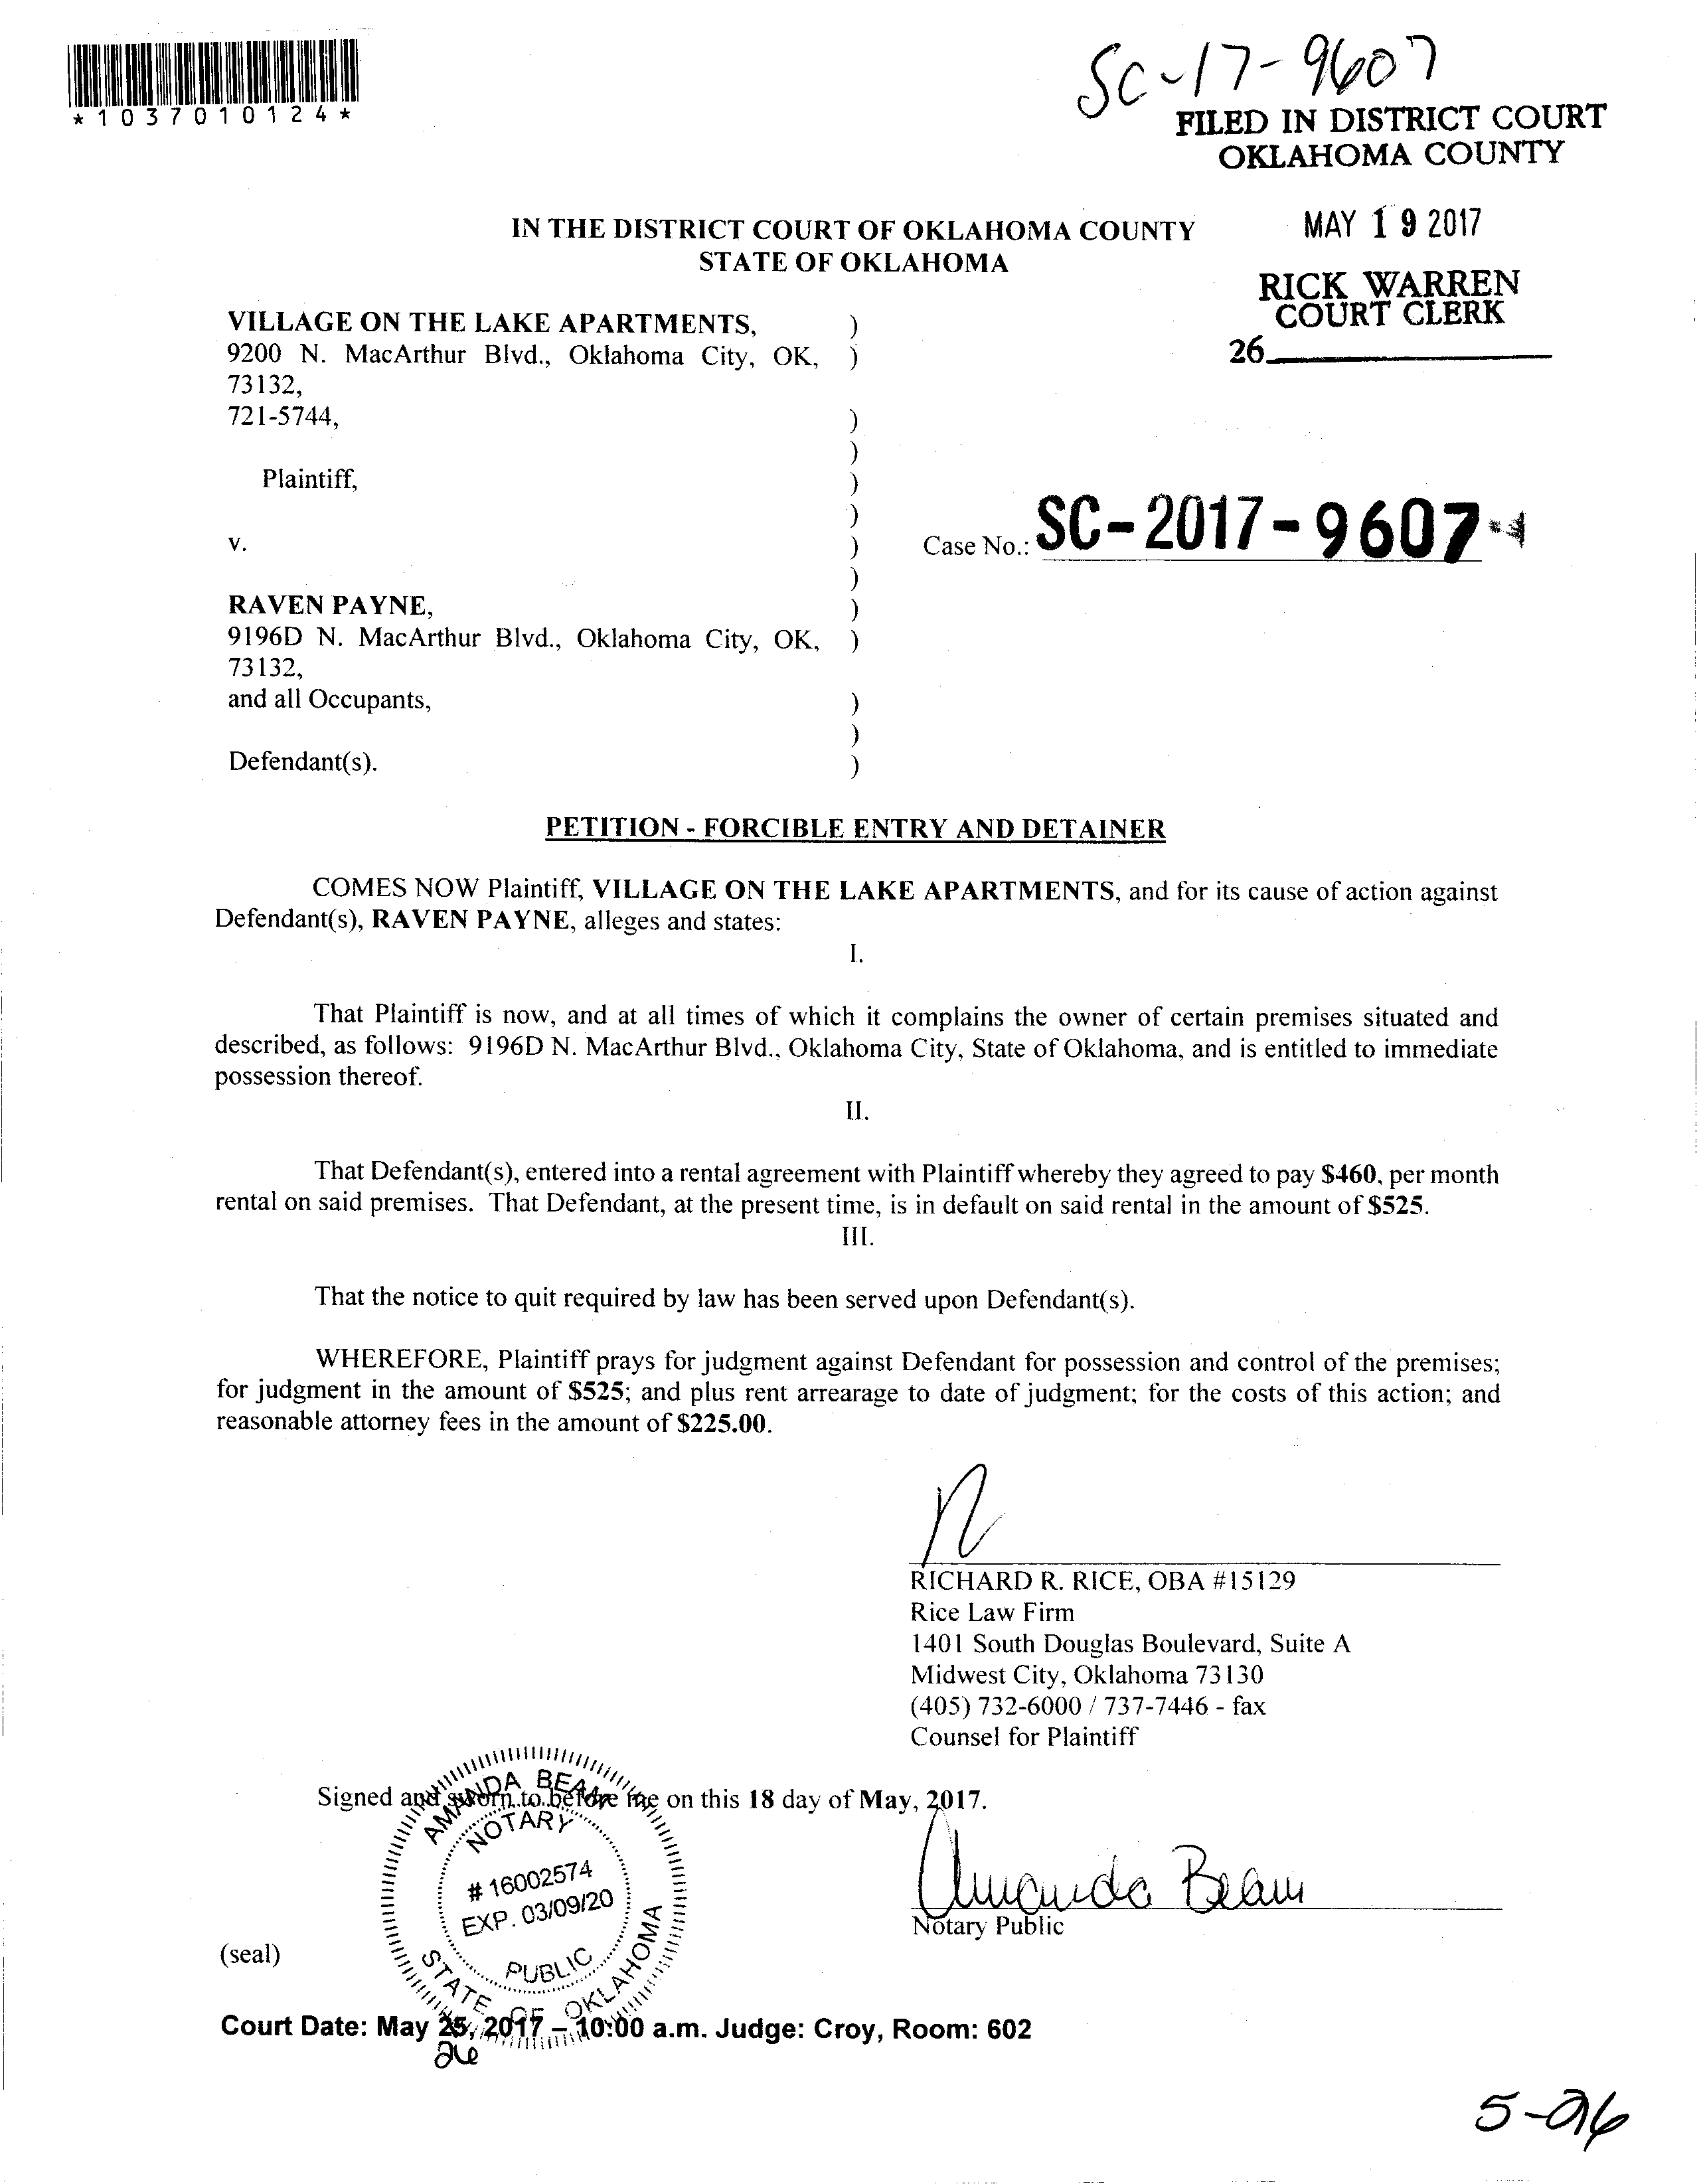 *1037010124*
SC-17-9607
FILED IN DISTRICT COURT
OKLAHOMA COUNTY
MAY 19 2017
RICK WARREN
COURT CLERK
26
IN THE DISTRICT COURT OF OKLAHOMA COUNTY
STATE OF OKLAHOMA
VILLAGE ON THE LAKE APARTMENTS, )
9200 N. MacArthur Blvd., Oklahoma City, OK, )
73132,
721-5744, )
)
Plaintiff, )
)
v. )
Case No.: SC-2017-9607
)
RAVEN PAYNE, )
9196D N. MacArthur Blvd., Oklahoma City, OK, )
73132,
and all Occupants, )
)
Defendant(s). )
PETITION - FORCIBLE ENTRY AND DETAINER
COMES NOW Plaintiff, VILLAGE ON THE LAKE APARTMENTS, and for its cause of action against
Defendant(s), RAVEN PAYNE, alleges and states:
I.
That Plaintiff is now, and at all times of which it complains the owner of certain premises situated and
described, as follows: 9196D N. MacArthur Blvd., Oklahoma City, State of Oklahoma, and is entitled to immediate
possession thereof.
II.
That Defendant(s), entered into a rental agreement with Plaintiff whereby they agreed to pay $460, per month
rental on said premises. That Defendant, at the present time, is in default on said rental in the amount of $525.
III.
That the notice to quit required by law has been served upon Defendant(s).
WHEREFORE, Plaintiff prays for judgment against Defendant for possession and control of the premises;
for judgment in the amount of $525; and plus rent arrearage to date of judgment; for the costs of this action; and
reasonable attorney fees in the amount of $225.00.
RICHARD R. RICE, OBA #15129
Rice Law Firm
1401 South Douglas Boulevard, Suite A
Midwest City, Oklahoma 73130
(405) 732-6000 / 737-7446 - fax
Counsel for Plaintiff
Signed and sworn to before me on this 18 day of May, 2017.
AMANDA BEAM
NOTARY
# 16002574
EXP. 03/09/20
PUBLIC
STATE OF OKLAHOMA
Amanda Beam
Notary Public
(seal)
Court Date: May 25, 2017 – 10:00 a.m. Judge: Croy, Room: 602
26
5-26